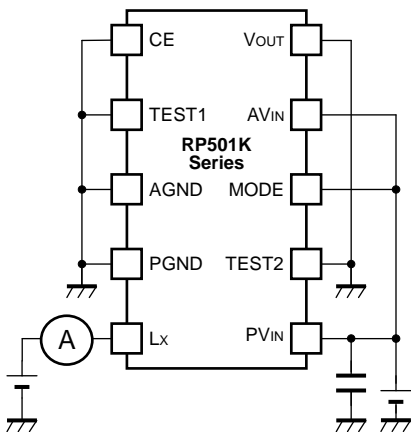 CE VOUT
TEST1 AVIN
RP501K
Series
AGND MODE
PGND TEST2
A LX PVIN